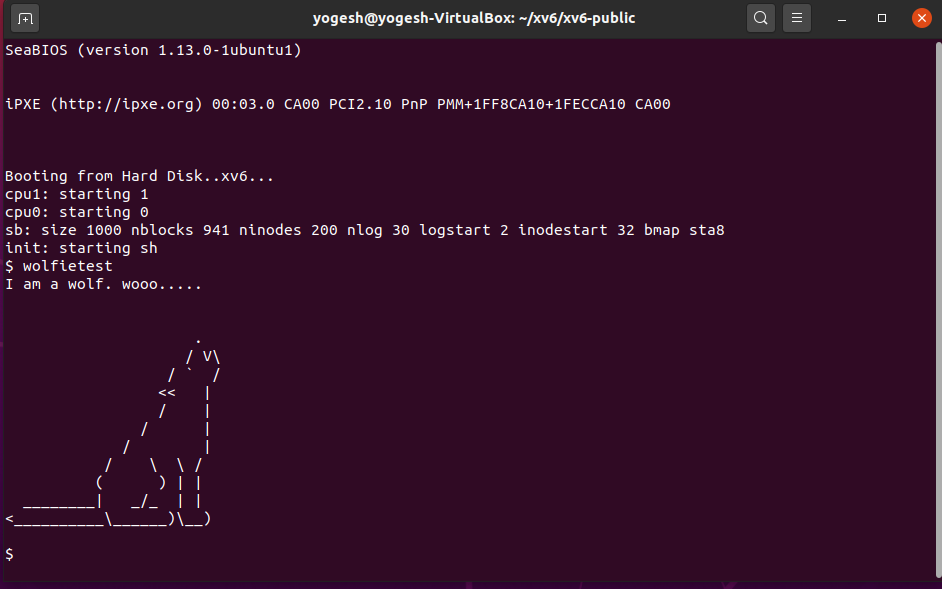 yogesh@yogesh-VirtualBox: ~/xv6/xv6-public
SeaBIOS (version 1.13.0-1ubuntu1)
iPXE (http://ipxe.org) 00:03.0 CA00 PCI2.10 PnP PMM+1FF8CA10+1FECCA10 CA00
Booting from Hard Disk..xv6...
cpu1: starting 1
cpu0: starting 0
sb: size 1000 nblocks 941 ninodes 200 nlog 30 logstart 2 inodestart 32 bmap sta8
init: starting sh
$ wolfietest
I am a wolf. wooo.....
                     .
                    / V\
                  / `  /
                 <<   |
                 /    |
               /      |
             /        |
           /    \  \ /
          (      ) | |
  ________|   _/_  | |
<__________\______)\__)
$